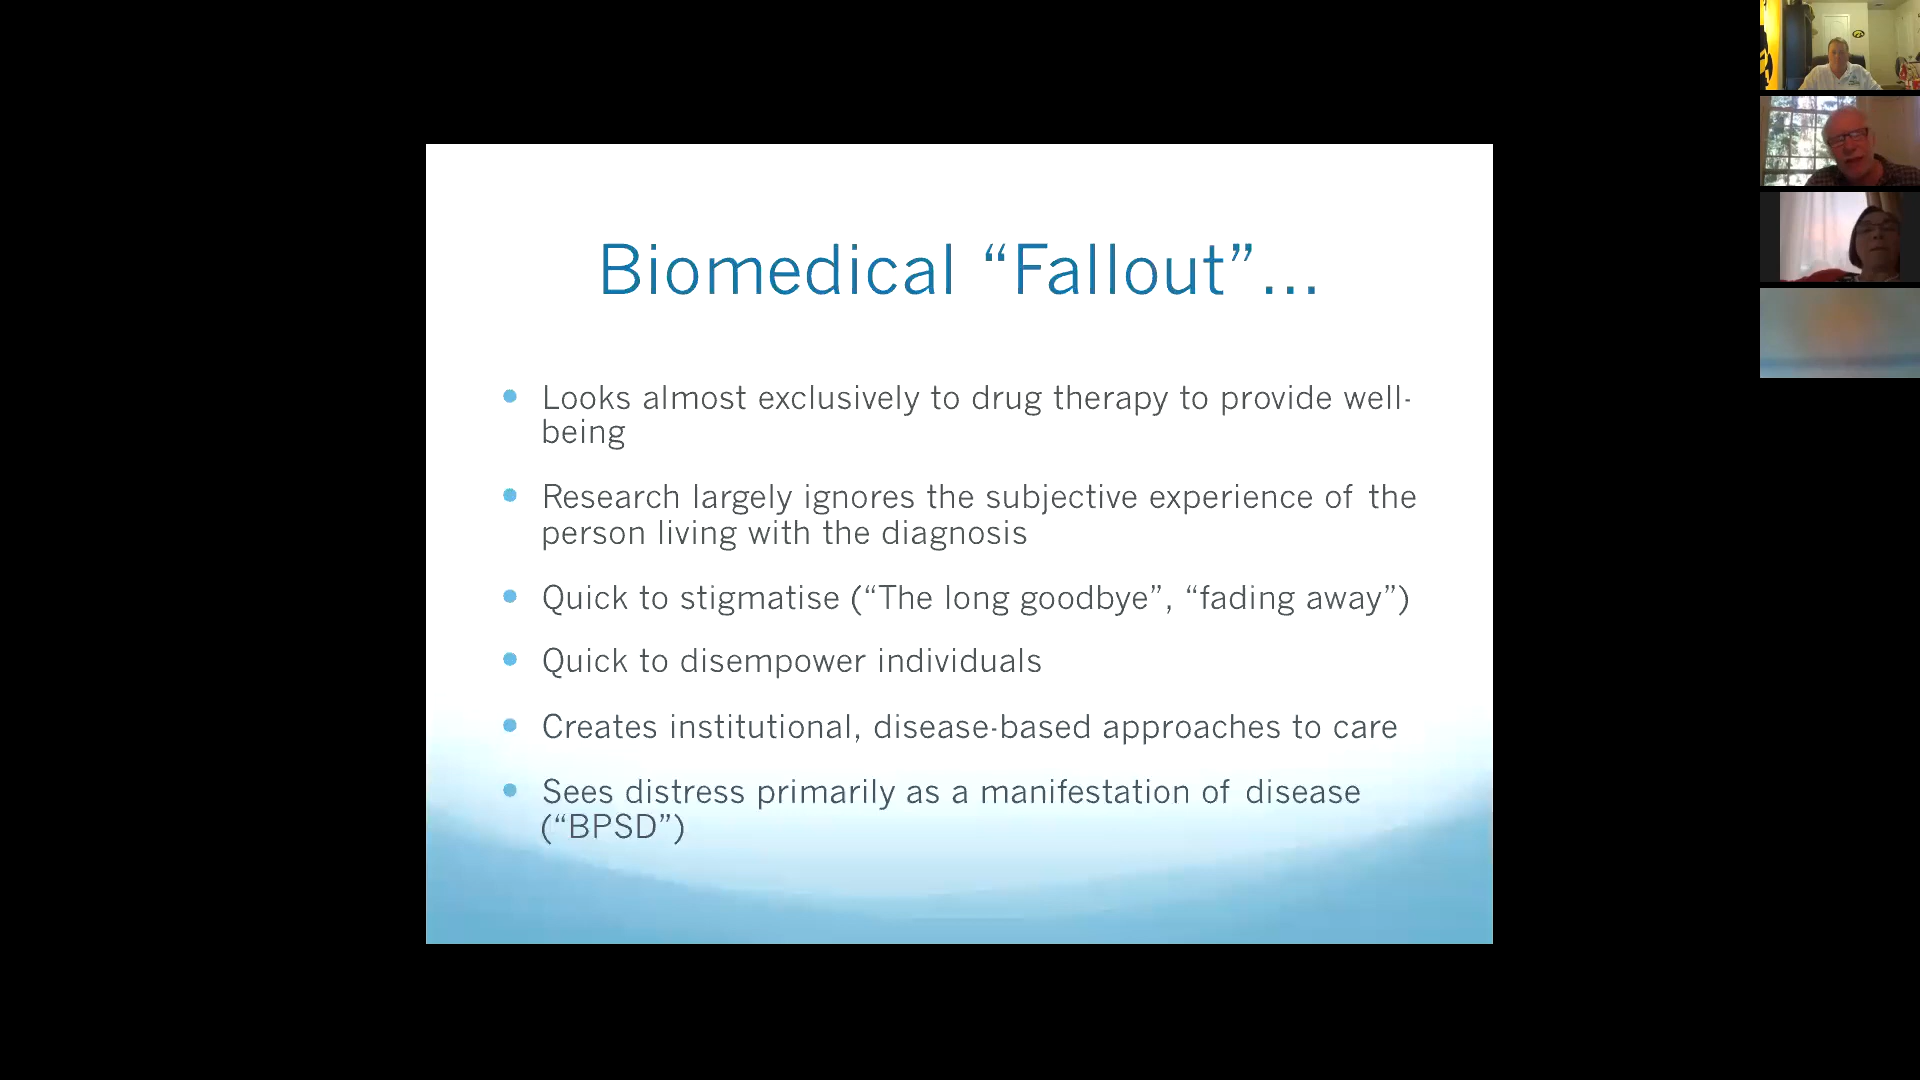 Biomedical “Fallout”...
• Looks almost exclusively to drug therapy to provide well-
being
• Research largely ignores the subjective experience of the
person living with the diagnosis
• Quick to stigmatise (“The long goodbye”, “fading away”)
• Quick to disempower individuals
• Creates institutional, disease-based approaches to care
• Sees distress primarily as a manifestation of disease
(“BPSD”)